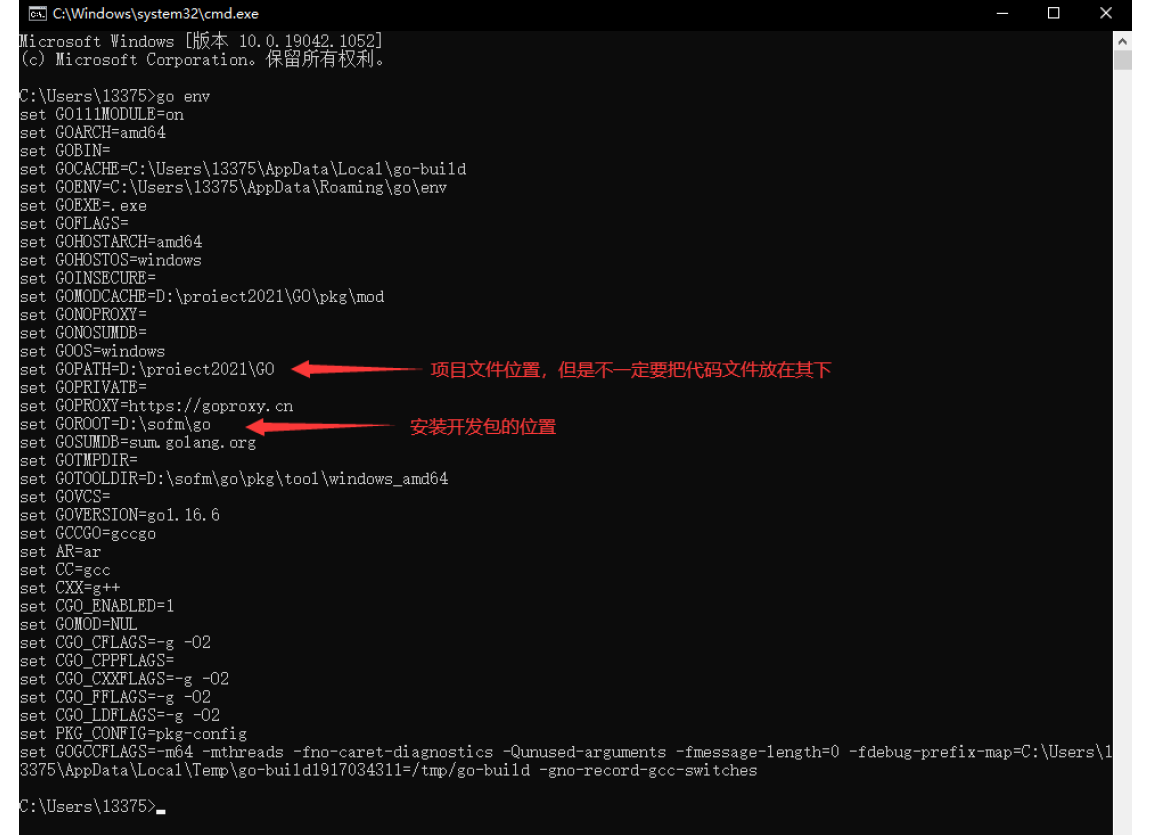 C:\Windows\system32\cmd.exe
Microsoft Windows [版本 10.0.19042.1052]
(c) Microsoft Corporation。保留所有权利。
C:\Users\13375>go env
set GO111MODULE=on
set GOARCH=amd64
set GOBIN=
set GOCACHE=C:\Users\13375\AppData\Local\go-build
set GOENV=C:\Users\13375\AppData\Roaming\go\env
set GOEXE=.exe
set GOFLAGS=
set GOHOSTARCH=amd64
set GOHOSTOS=windows
set GOINSECURE=
set GOMODCACHE=D:\proiect2021\GO\pkg\mod
set GONOPROXY=
set GONOSUMDB=
set GOOS=windows
set GOPATH=D:\proiect2021\GO 项目文件位置，但是不一定要把代码文件放在其下
set GOPRIVATE=
set GOPROXY=https://goproxy.cn
set GOROOT=D:\sofm\go 安装开发包的位置
set GOSUMDB=sum.golang.org
set GOTMPDIR=
set GOTOOLDIR=D:\sofm\go\pkg\tool\windows_amd64
set GOVCS=
set GOVERSION=go1.16.6
set GCCGO=gccgo
set AR=ar
set CC=gcc
set CXX=g++
set CGO_ENABLED=1
set GOMOD=NUL
set CGO_CFLAGS=-g -O2
set CGO_CPPFLAGS=
set CGO_CXXFLAGS=-g -O2
set CGO_FFLAGS=-g -O2
set CGO_LDFLAGS=-g -O2
set PKG_CONFIG=pkg-config
set GOGCCFLAGS=-m64 -mthreads -fno-caret-diagnostics -Qunused-arguments -fmessage-length=0 -fdebug-prefix-map=C:\Users\1
3375\AppData\Local\Temp\go-build1917034311=/tmp/go-build -gno-record-gcc-switches
C:\Users\13375>